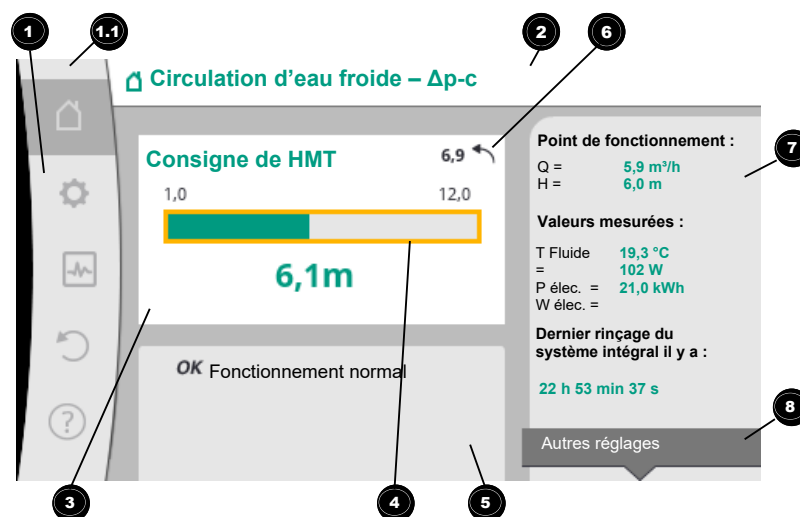 1
1.1
2
6
Circulation d'eau froide – Δp-c
Consigne de HMT
6,9
1,0
12,0
6,1m
OK Fonctionnement normal
Point de fonctionnement :
7
Q = 5,9 m³/h
H = 6,0 m
Valeurs mesurées :
T Fluide 19,3 °C
= 102 W
P élec. = 21,0 kWh
W élec. =
Dernier rinçage du
système intégral il y a :
22 h 53 min 37 s
8
Autres réglages
?
3
4
5